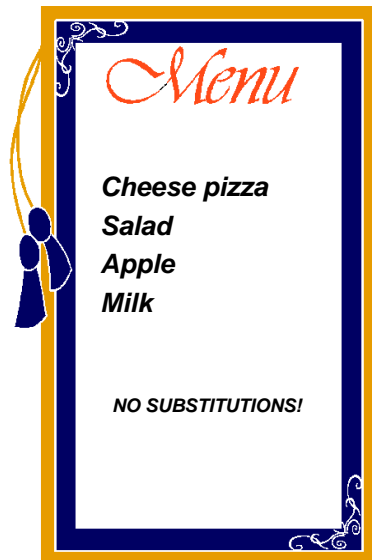 Menu
Cheese pizza
Salad
Apple
Milk
NO SUBSTITUTIONS!